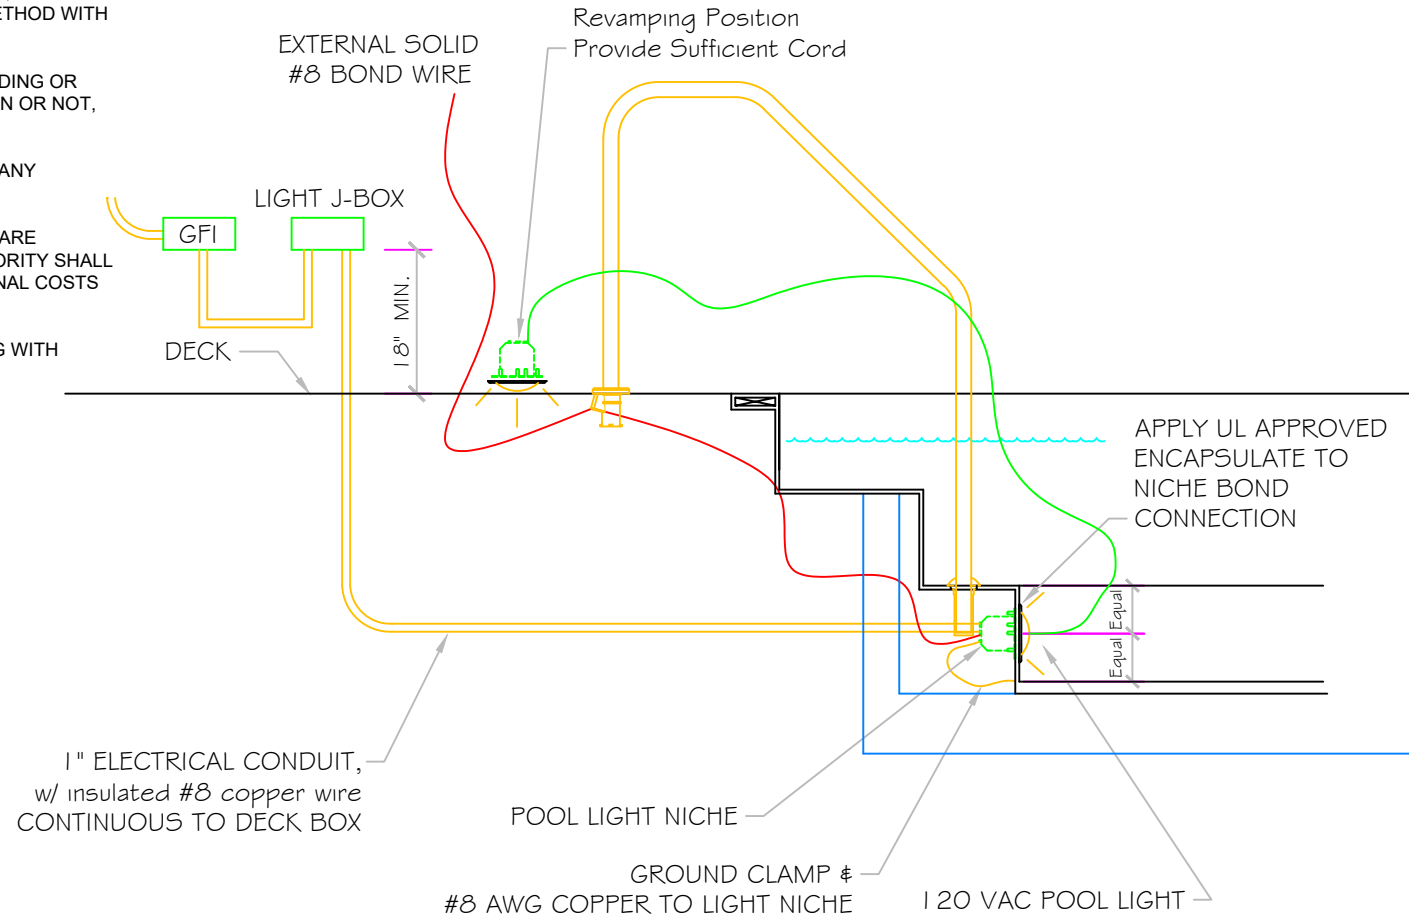 ETHOD WITH
DING OR
N OR NOT,
ANY
ARE
ORITY SHALL
NAL COSTS
G WITH
Revamping Position
Provide Sufficient Cord
EXTERNAL SOLID
#8 BOND WIRE
LIGHT J-BOX
GFI
18" MIN.
DECK
APPLY UL APPROVED
ENCAPSULATE TO
NICHE BOND
CONNECTION
Equal
Equal
1" ELECTRICAL CONDUIT,
w/ insulated #8 copper wire
CONTINUOUS TO DECK BOX
POOL LIGHT NICHE
GROUND CLAMP &
#8 AWG COPPER TO LIGHT NICHE
120 VAC POOL LIGHT